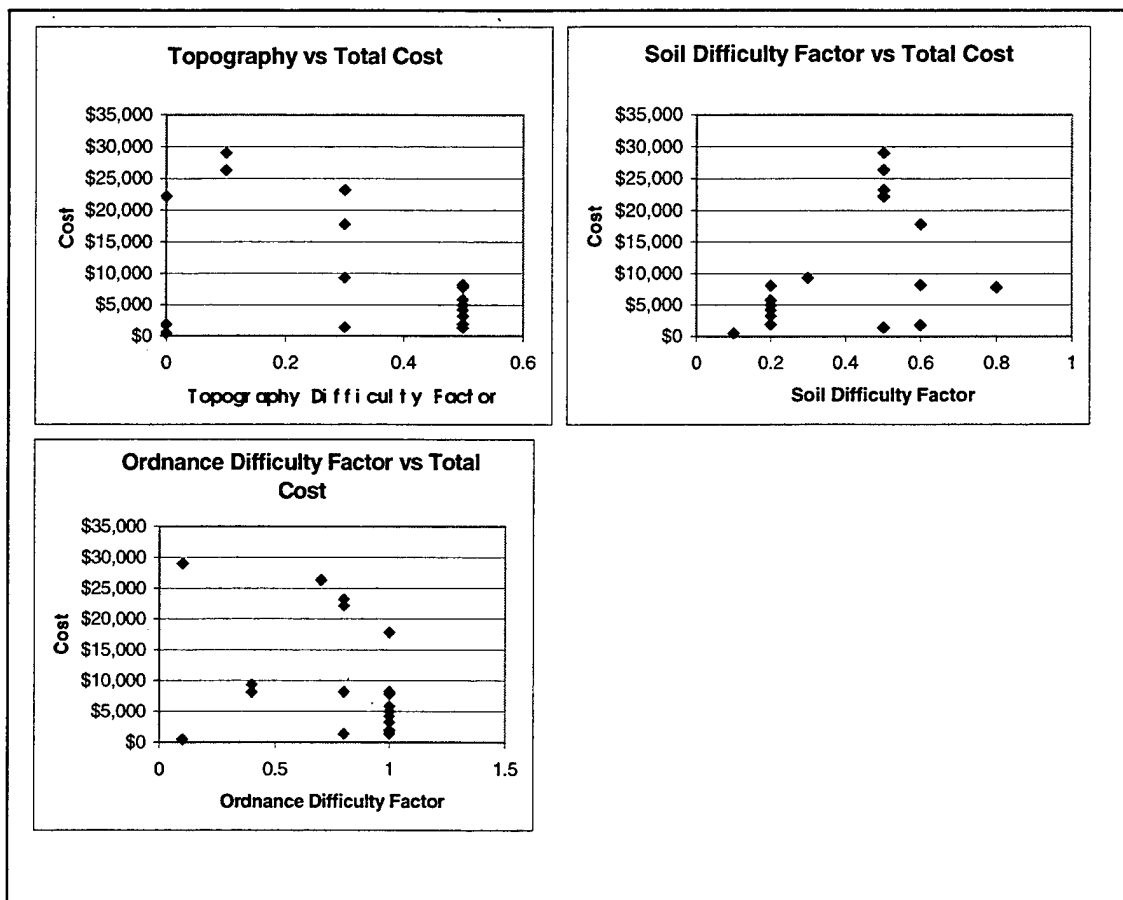 Topography vs Total Cost
$35,000
$30,000
$25,000
$20,000
$15,000
$10,000
$5,000
$0
Cost
0 0.2 0.4 0.6
Topography Difficulty Factor
Soil Difficulty Factor vs Total Cost
$35,000
$30,000
$25,000
$20,000
$15,000
$10,000
$5,000
$0
Cost
0 0.2 0.4 0.6 0.8 1
Soil Difficulty Factor
Ordnance Difficulty Factor vs Total
Cost
$35,000
$30,000
$25,000
$20,000
$15,000
$10,000
$5,000
$0
Cost
0 0.5 1 1.5
Ordnance Difficulty Factor